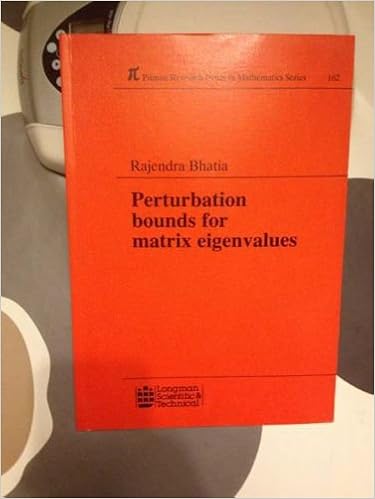 π Pitman Research Notes in Mathematics Series 162
Rajendra Bhatia
Perturbation
bounds for
matrix eigenvalues
Longman
Scientific &
Technical